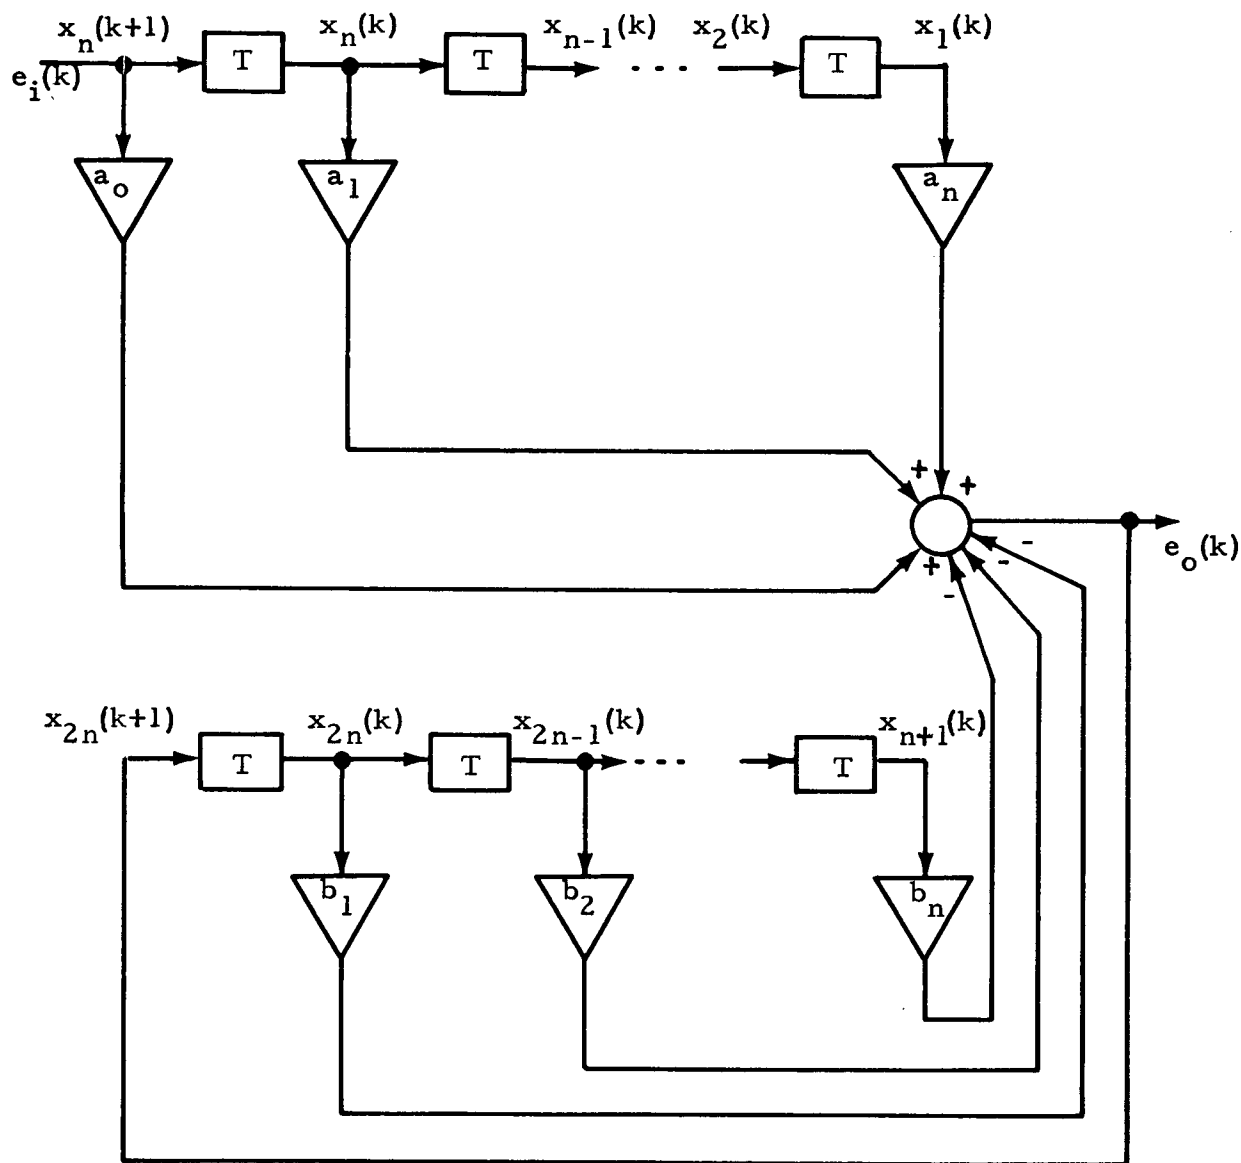 x_n(k+1) x_n(k) x_{n-1}(k) x_2(k) x_1(k)
e_i(k) T T ... T
a_o a_1 a_n
+ +
e_o(k)
+ - - -
x_{2n}(k+1) x_{2n}(k) x_{2n-1}(k) x_{n+1}(k)
T T .... T
b_1 b_2 b_n